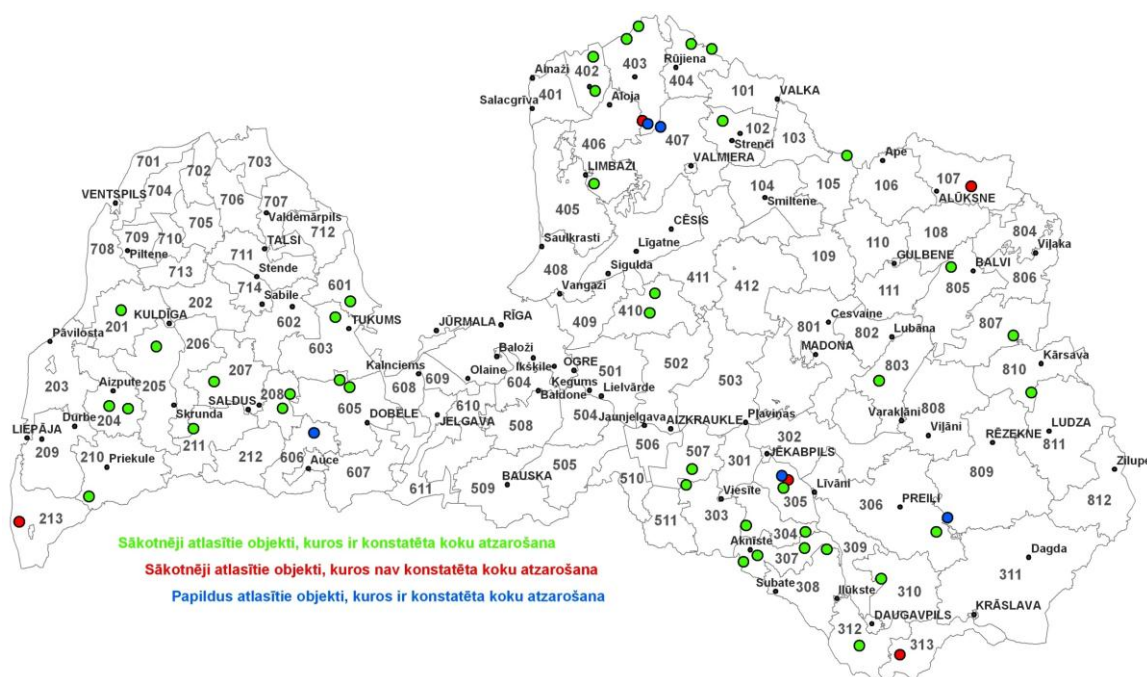 Ainaži
402
403
Rūjiena
404
401
Salacgrīva
Aloja
101
VALKA
406
407
102
Strenči
103
LIMBAŽI
VALMIERA
Ape
701
702
703
VENTSPILS
704
706
707
Valdemārpils
705
712
405
104
Smiltene
105
106
107
ALŪKSNE
708
709
710
Piltene
TALSI
711
CĒSIS
Saulkrasti
Līgatne
110
108
804
Viļaka
713
Stende
714
Sabile
601
408
Sigulda
411
109
GULBENE
BALVI
806
805
Vangaži
412
111
202
KULDĪGA
201
602
TUKUMS
JŪRMALA
RĪGA
409
410
Cesvaine
801
802
Lubāna
807
Pāvilosta
206
603
Baloži
Ikšķile
OGRE
MADONA
Kārsava
810
203
205
207
Kalnciems
608
609
Olaine
604
Ķegums
501
502
803
Aizpute
204
208
SALDUS
Baldone
Lielvārde
503
Durbe
Skrunda
605
DOBELE
610
JELGAVA
508
504
Jaunjelgava
AIZKRAUKLE
Pļaviņas
Varakļāni
808
Viļāni
LUDZA
811
LIEPĀJA
209
211
210
Priekule
212
606
Auce
506
507
302
RĒZEKNE
Zilupe
301
JĒKABPILS
607
611
BAUSKA
505
509
510
809
812
305
Līvāni
Viesīte
303
306
PREIĻI
213
511
304
Aknīste
307
309
Dagda
311
Sākotnēji atlasītie objekti, kuros ir konstatēta koku atzarošana
Sākotnēji atlasītie objekti, kuros nav konstatēta koku atzarošana
Papildus atlasītie objekti, kuros ir konstatēta koku atzarošana
Subate
308
Ilūkste
310
KRĀSLAVA
DAUGAVPILS
312
313